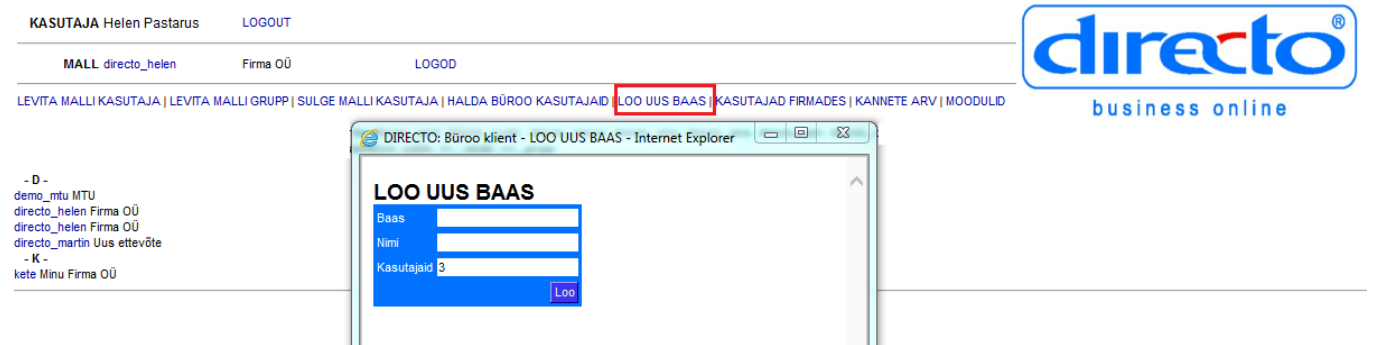 KASUTAJA Helen Pastarus LOGOUT
directo®
business online
MALL directo_helen Firma OÜ LOGOD
LEVITA MALLI KASUTAJA | LEVITA MALLI GRUPP | SULGE MALLI KASUTAJA | HALDA BÜROO KASUTAJAID | LOO UUS BAAS | KASUTAJAD FIRMADES | KANNETE ARV | MOODULID
DIRECTO: Büroo klient - LOO UUS BAAS - Internet Explorer
LOO UUS BAAS
Baas
Nimi
Kasutajaid 3
Loo
- D -
demo_mtu MTU
directo_helen Firma OÜ
directo_helen Firma OÜ
directo_martin Uus ettevõte
- K -
kete Minu Firma OÜ